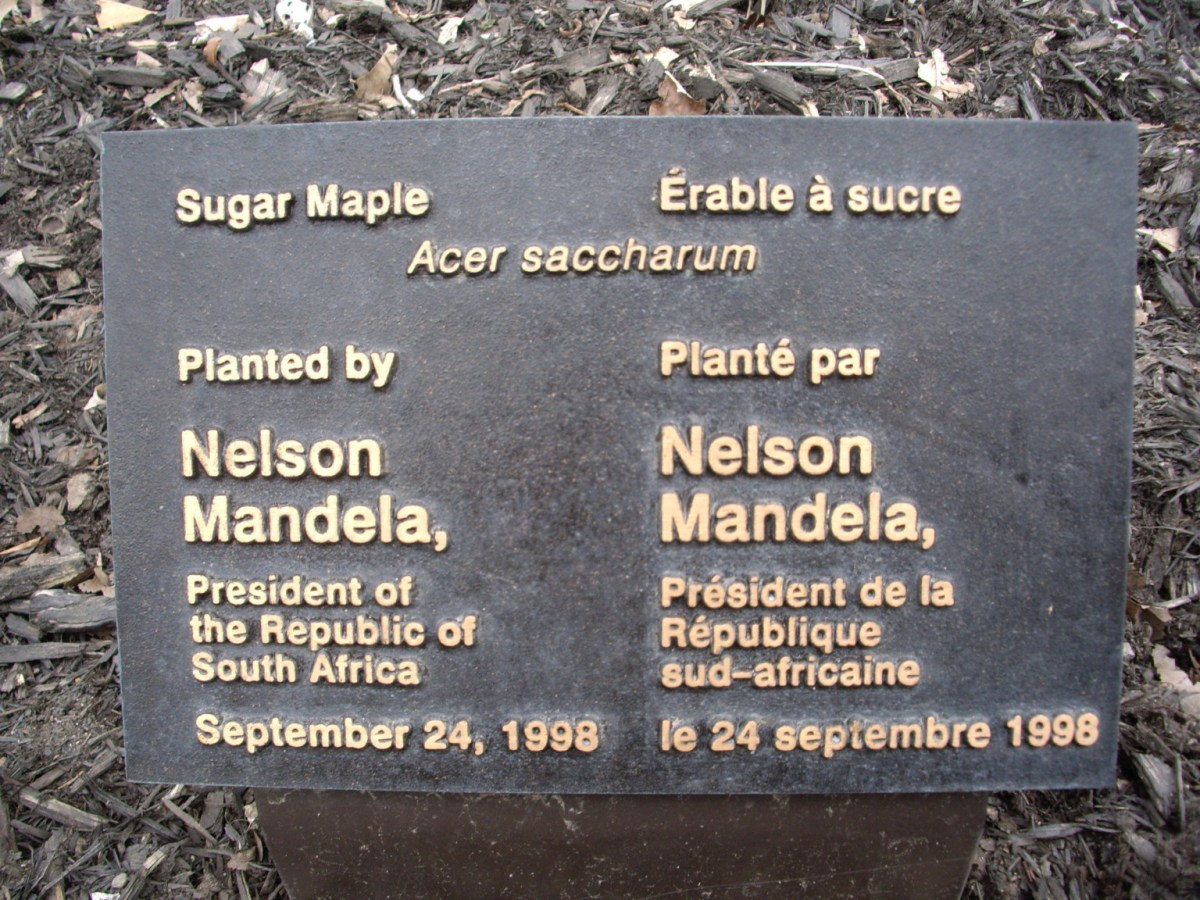 Sugar Maple
Érable à sucre
Acer saccharum
Planted by
Nelson
Mandela,
President of
the Republic of
South Africa
September 24, 1998
Planté par
Nelson
Mandela,
Président de la
République
sud–africaine
le 24 septembre 1998